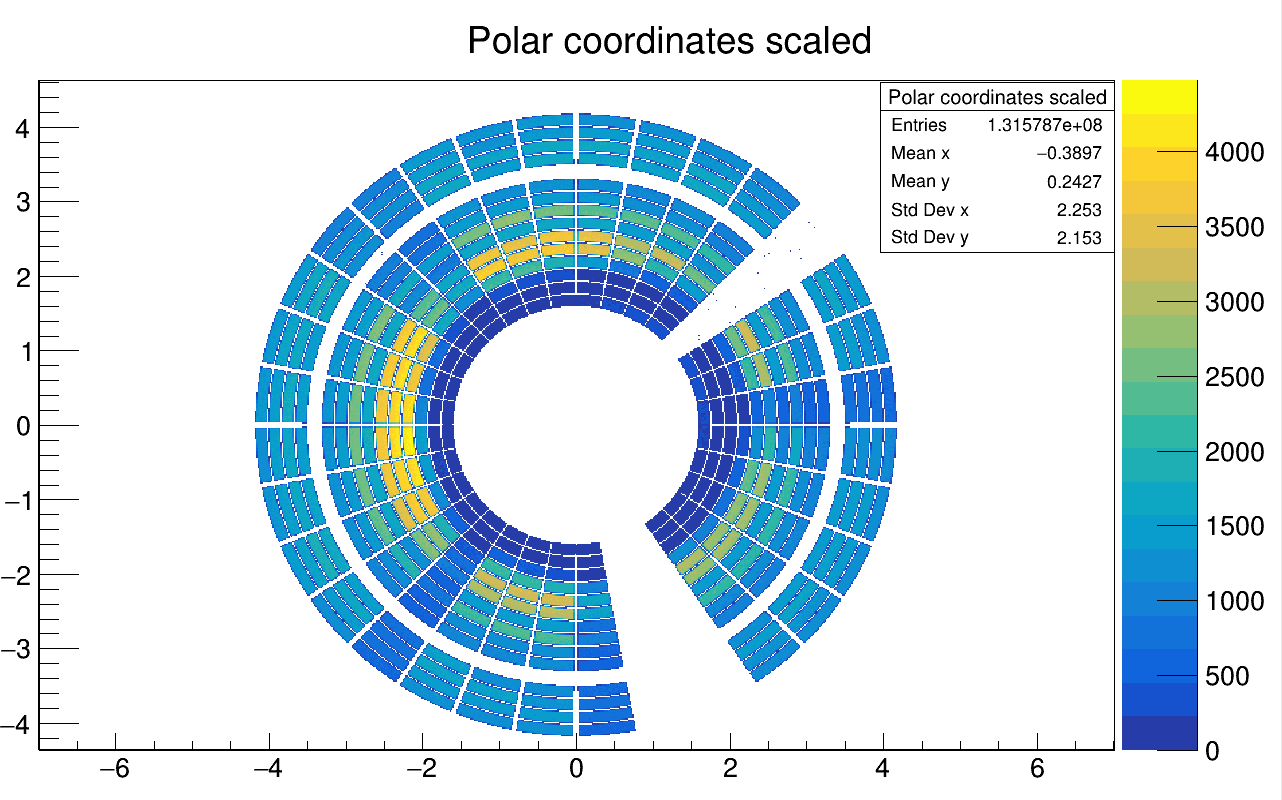 Polar coordinates scaled
Polar coordinates scaled
Entries 1.315787e+08
Mean x −0.3897
Mean y 0.2427
Std Dev x 2.253
Std Dev y 2.153
4
3
2
1
0
−1
−2
−3
−4
−6 −4 −2 0 2 4 6
4000
3500
3000
2500
2000
1500
1000
500
0